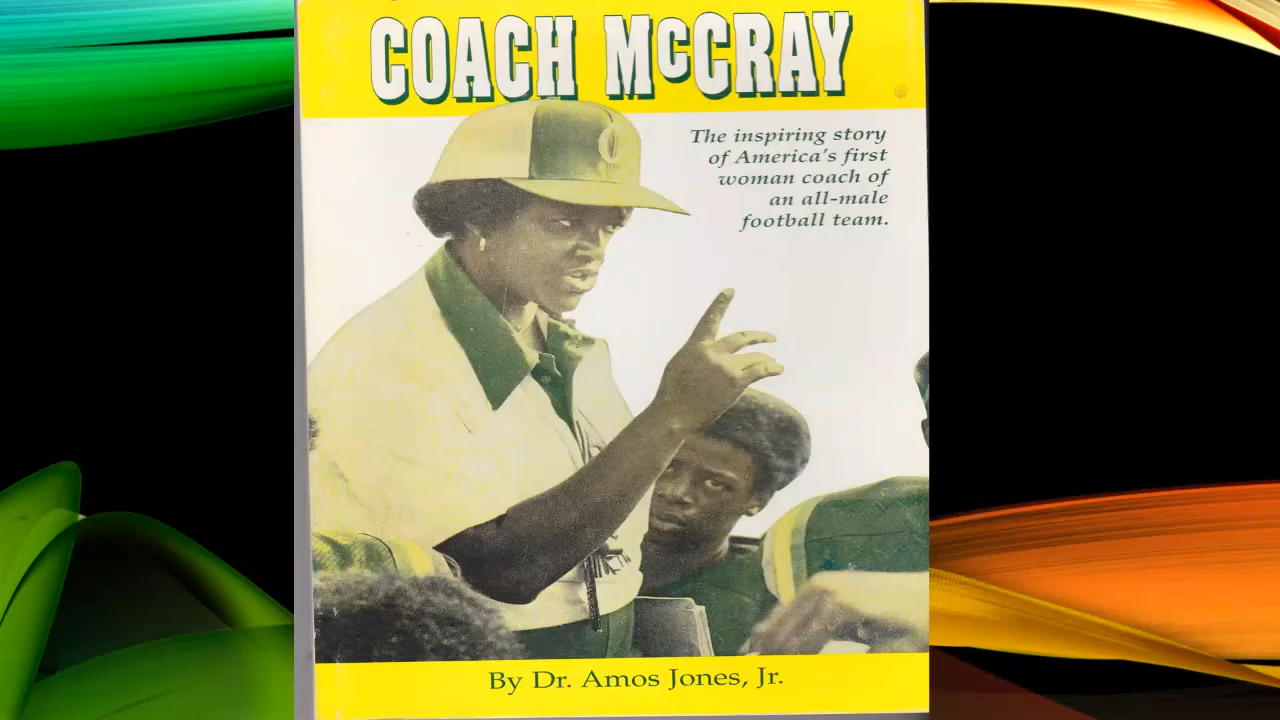 COACH McCRAY
The inspiring story
of America's first
woman coach of
an all-male
football team.
By Dr. Amos Jones, Jr.